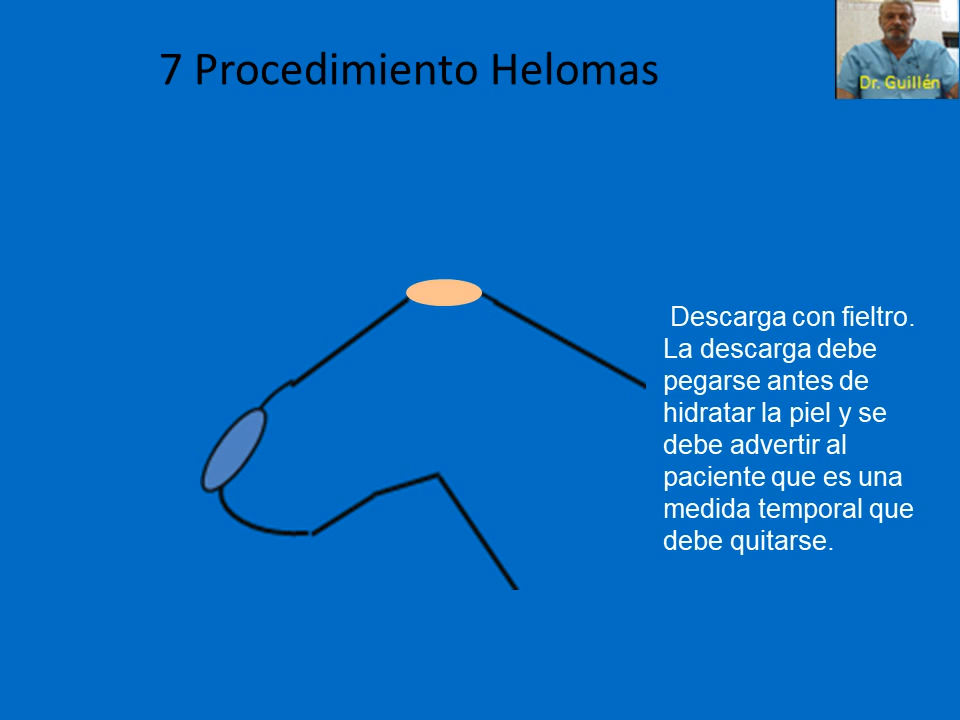 7 Procedimiento Helomas
Dr. Guillén
Descarga con fieltro.
La descarga debe
pegarse antes de
hidratar la piel y se
debe advertir al
paciente que es una
medida temporal que
debe quitarse.